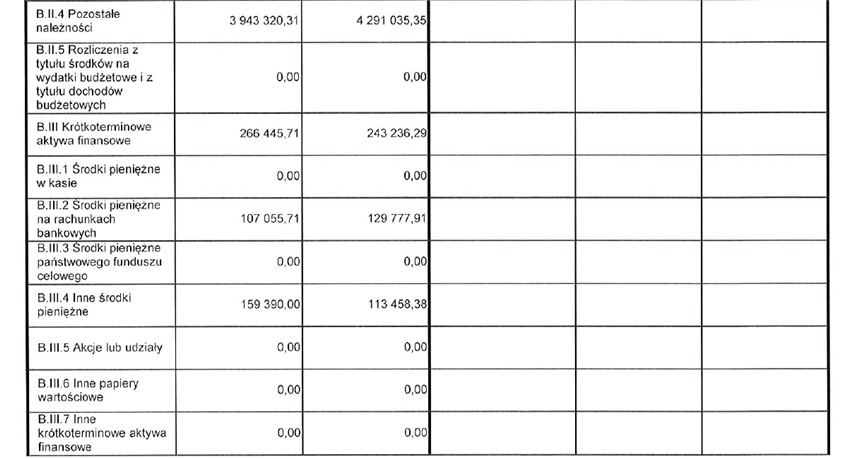 B.II.4 Pozostałe
należności
3 943 320,31
4 291 035,35
B.II.5 Rozliczenia z
tytułu środków na
wydatki budżetowe i z
tytułu dochodów
budżetowych
0,00
0,00
B.III Krótkoterminowe
aktywa finansowe
266 445,71
243 236,29
B.III.1 Środki pieniężne
w kasie
0,00
0,00
B.III.2 Środki pieniężne
na rachunkach
bankowych
107 055,71
129 777,91
B.III.3 Środki pieniężne
państwowego funduszu
celowego
0,00
0,00
B.III.4 Inne środki
pieniężne
159 390,00
113 458,38
B.III.5 Akcje lub udziały
0,00
0,00
B.III.6 Inne papiery
wartościowe
0,00
0,00
B.III.7 Inne
krótkoterminowe aktywa
finansowe
0,00
0,00